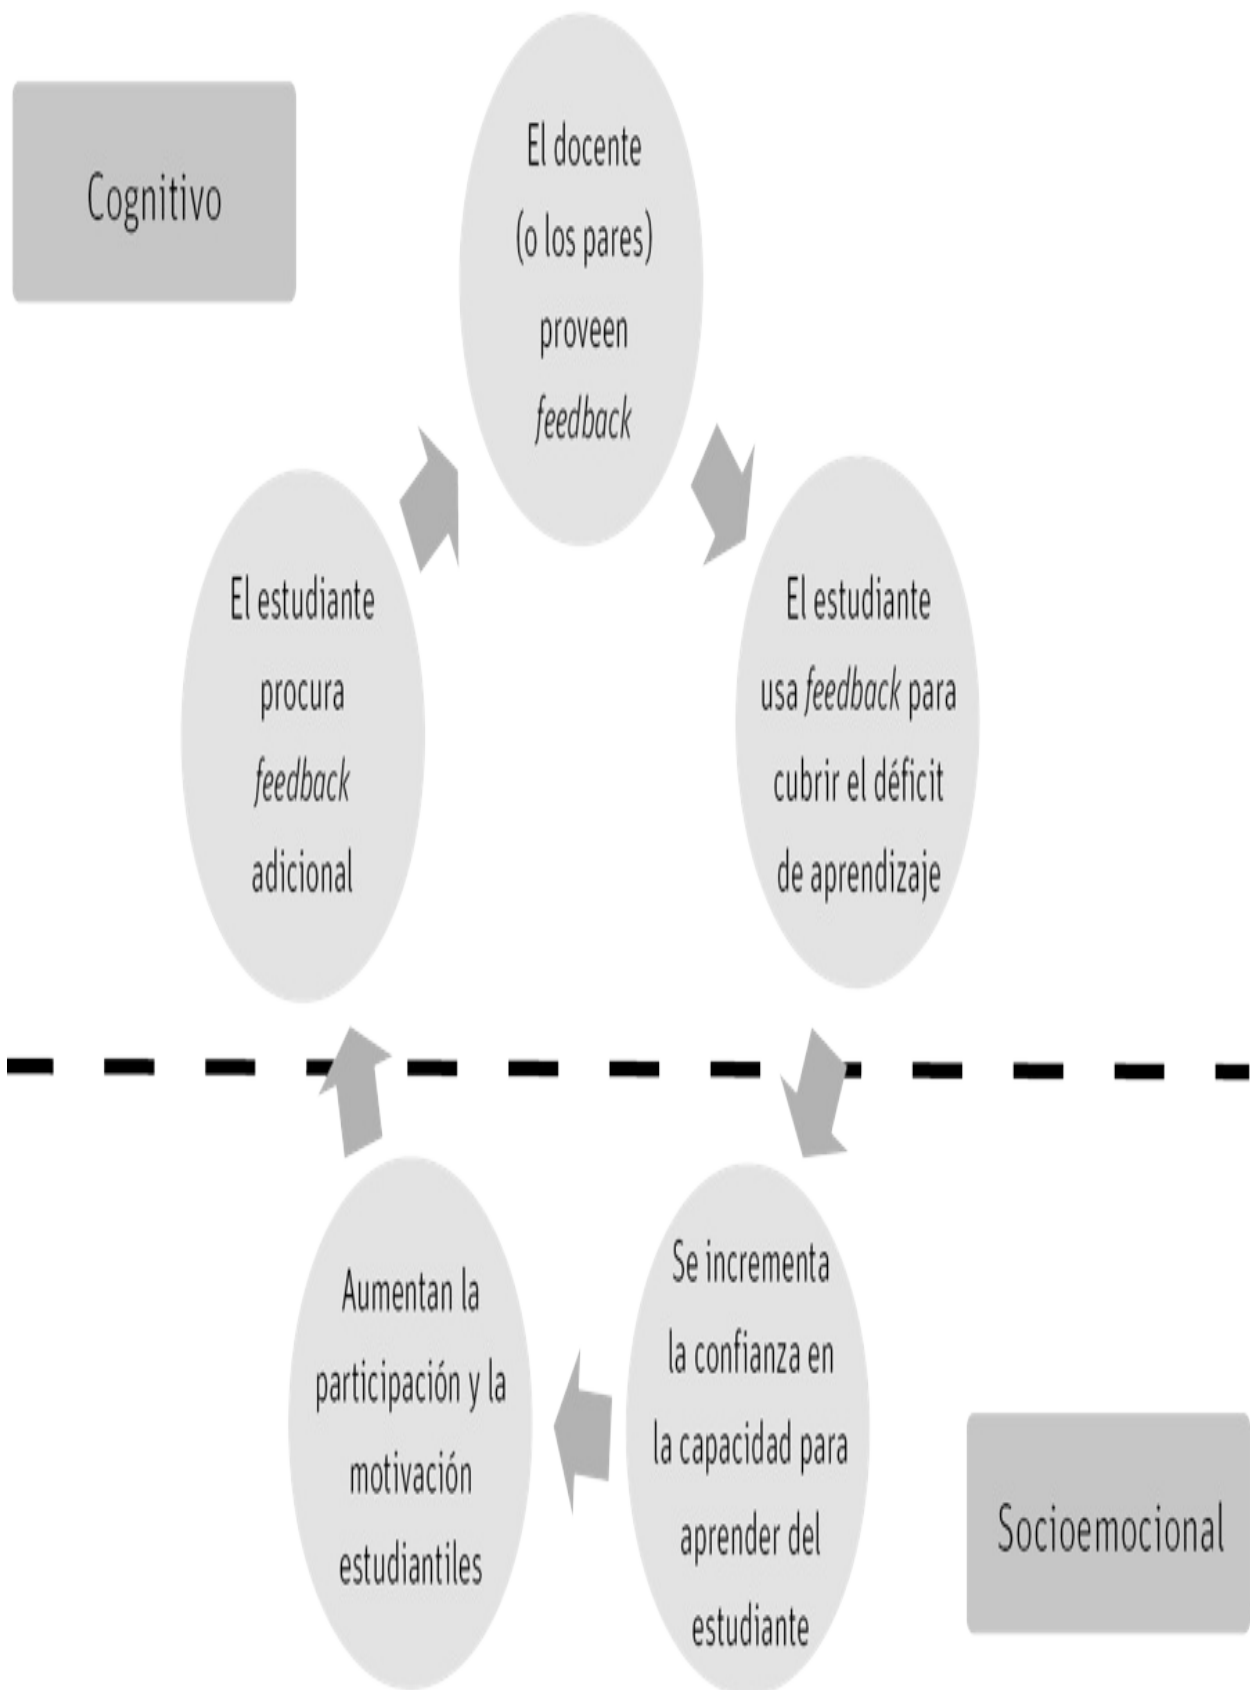 Cognitivo
El docente
(o los pares)
proveen
feedback
El estudiante
procura
feedback
adicional
El estudiante
usa feedback para
cubrir el déficit
de aprendizaje
Aumentan la
participación y la
motivación
estudiantiles
Se incrementa
la confianza en
la capacidad para
aprender del
estudiante
Socioemocional